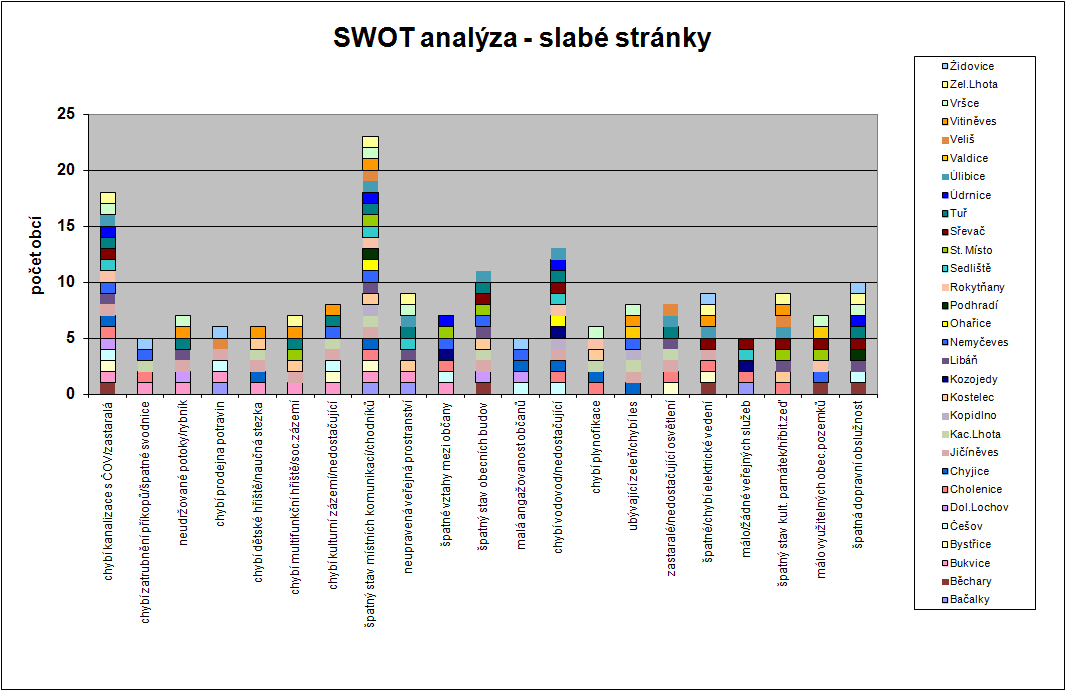 SWOT analýza - slabé stránky
počet obcí
25
20
15
10
5
0
chybí kanalizace s ČOV/zastaralá
chybí zatrubnění příkopů/špatné svodnice
neudržované potoky/rybník
chybí prodejna potravin
chybí dětské hřiště/naučná stezka
chybí multifunkční hřiště/soc.zázemí
chybí kulturní zázemí/nedostačující
špatný stav místních komunikací/chodníků
neupravená veřejná prostranství
špatné vztahy mezi občany
špatný stav obecních budov
malá angažovanost občanů
chybí vodovod/nedostačující
chybí plynofikace
ubývající zeleň/chybí les
zastaralé/nedostačující osvětlení
špatné/chybí elektrické vedení
málo/žádné veřejných služeb
špatný stav kult. památek/hřbit.zeď
málo využitelných obec.pozemků
špatná dopravní obslužnost
Židovice
Zel.Lhota
Vršce
Vitiněves
Veliš
Valdice
Úlibice
Údrnice
Tuř
Sřevač
St. Místo
Sedliště
Rokytňany
Podhradí
Ohařice
Nemyčeves
Libáň
Kozojedy
Kostelec
Kopidlno
Kac.Lhota
Jičíněves
Chyjice
Cholenice
Dol.Lochov
Češov
Bystřice
Bukvice
Běchary
Bačalky